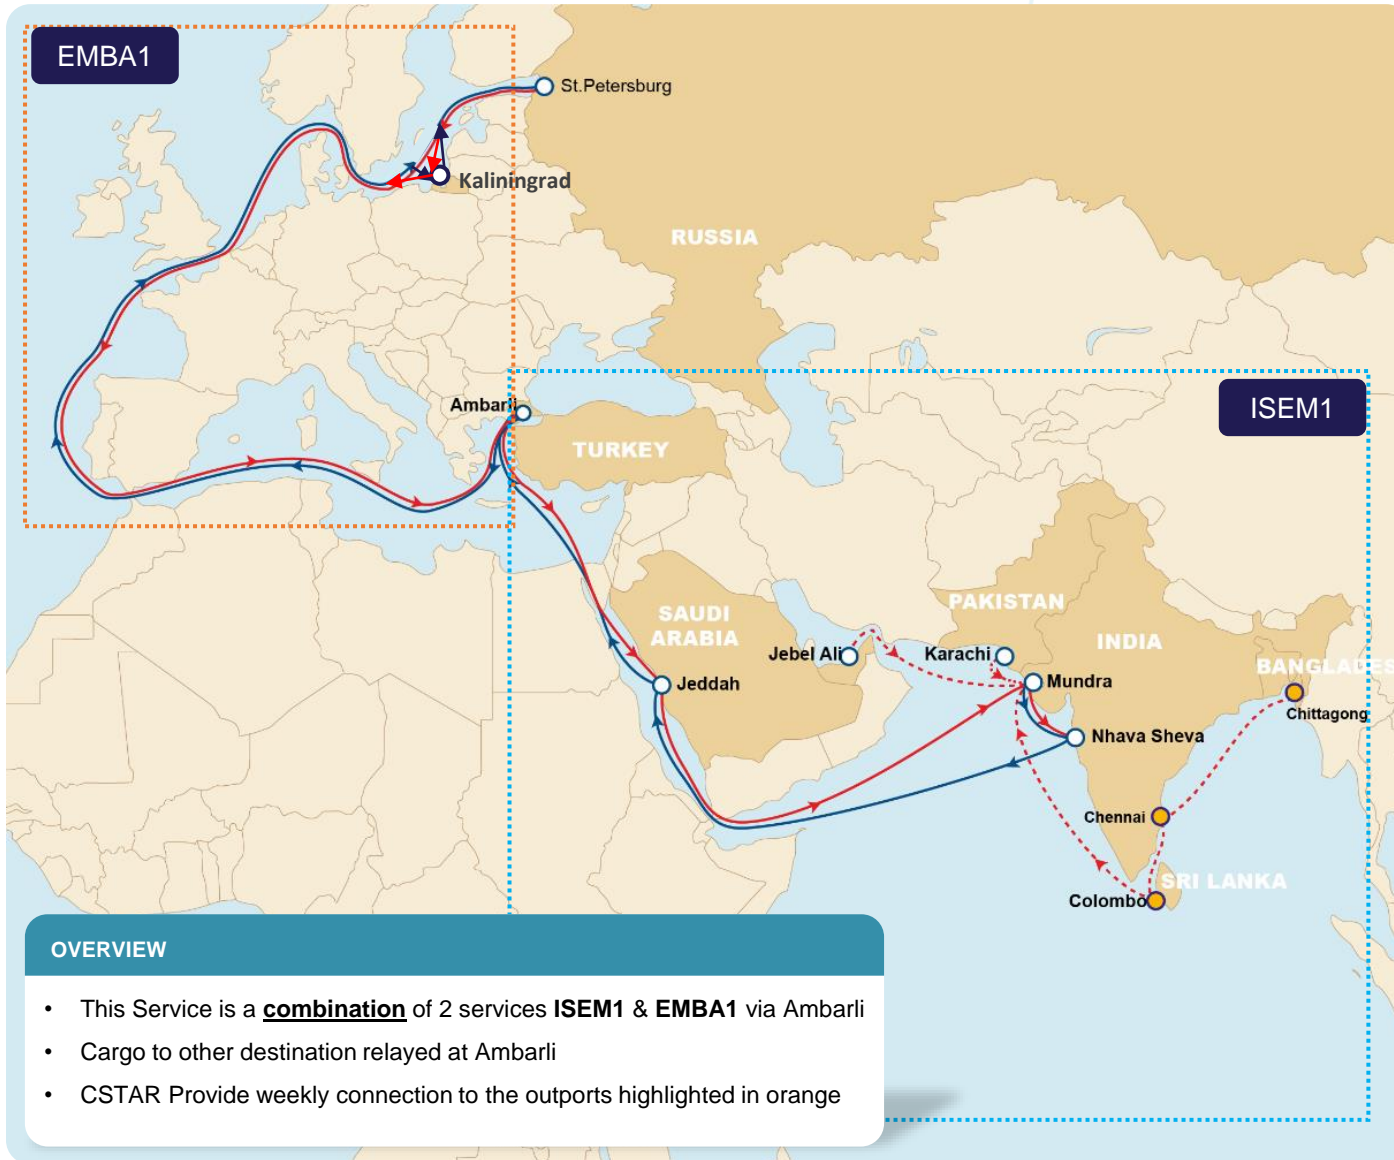 EMBA1
St.Petersburg
Kaliningrad
RUSSIA
ISEM1
Ambarli
TURKEY
PAKISTAN
SAUDI
ARABIA
INDIA
Jebel Ali
Karachi
BANGLADES
Jeddah
Mundra
Chittagong
Nhava Sheva
Chennai
SRI LANKA
Colombo
OVERVIEW
• This Service is a combination of 2 services ISEM1 & EMBA1 via Ambarli
• Cargo to other destination relayed at Ambarli
• CSTAR Provide weekly connection to the outports highlighted in orange